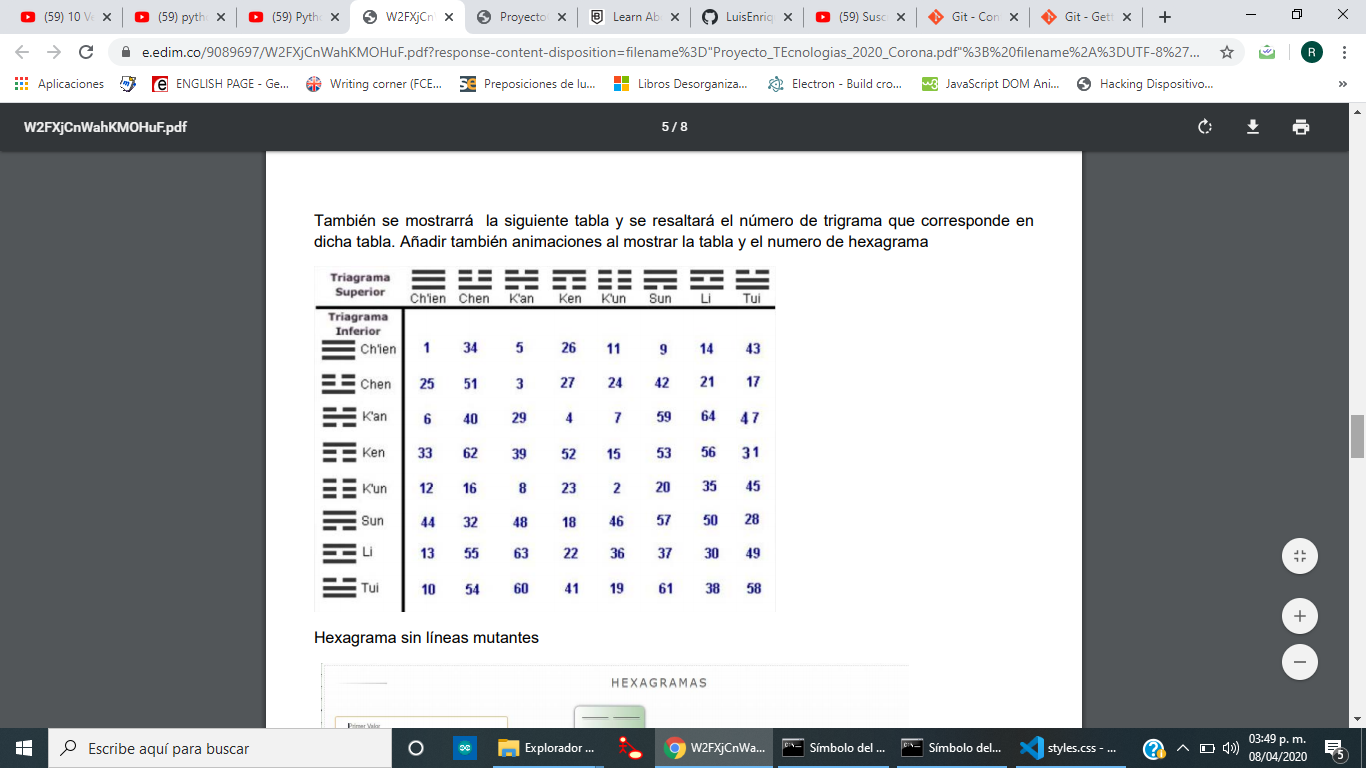 (59) 10 Ve
(59) pyth
(59) Pytho
W2FXjCn
Proyecto
Learn Ab
LuisEnriq
(59) Susc
Git - Con
Git - Gett
e.edim.co/9089697/W2FXjCnWahKMOHuF.pdf?response-content-disposition=filename%3D"Proyecto_TEcnologias_2020_Corona.pdf"%3B%20filename%2A%3DUTF-8%27...
R
Aplicaciones
ENGLISH PAGE - Ge...
Writing corner (FCE...
Preposiciones de lu...
Libros Desorganiza...
Electron - Build cro...
JavaScript DOM Ani...
Hacking Dispositivo...
»
W2FXjCnWahKMOHuF.pdf
5 / 8
También se mostrarrá la siguiente tabla y se resaltará el número de trigrama que corresponde en
dicha tabla. Añadir también animaciones al mostrar la tabla y el numero de hexagrama
Triagrama
Superior
Ch'ien Chen K'an Ken K'un Sun Li Tui
Triagrama
Inferior
Ch'ien 1 34 5 26 11 9 14 43
Chen 25 51 3 27 24 42 21 17
K'an 6 40 29 4 7 59 64 47
Ken 33 62 39 52 15 53 56 31
K'un 12 16 8 23 2 20 35 45
Sun 44 32 48 18 46 57 50 28
Li 13 55 63 22 36 37 30 49
Tui 10 54 60 41 19 61 38 58
Hexagrama sin líneas mutantes
HEXAGRAMAS
Primer Valor
Escribe aquí para buscar
Explorador ...
W2FXjCnWa...
Símbolo del ...
Símbolo del...
styles.css - ...
03:49 p. m.
08/04/2020
5